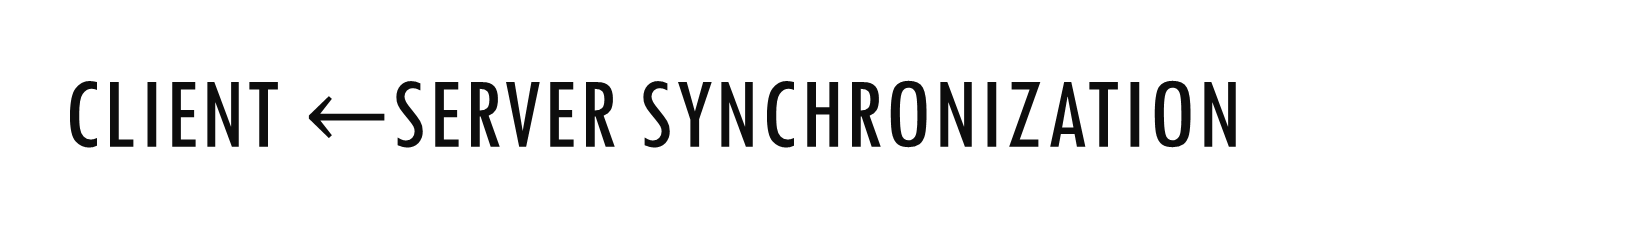 CLIENT ←SERVER SYNCHRONIZATION